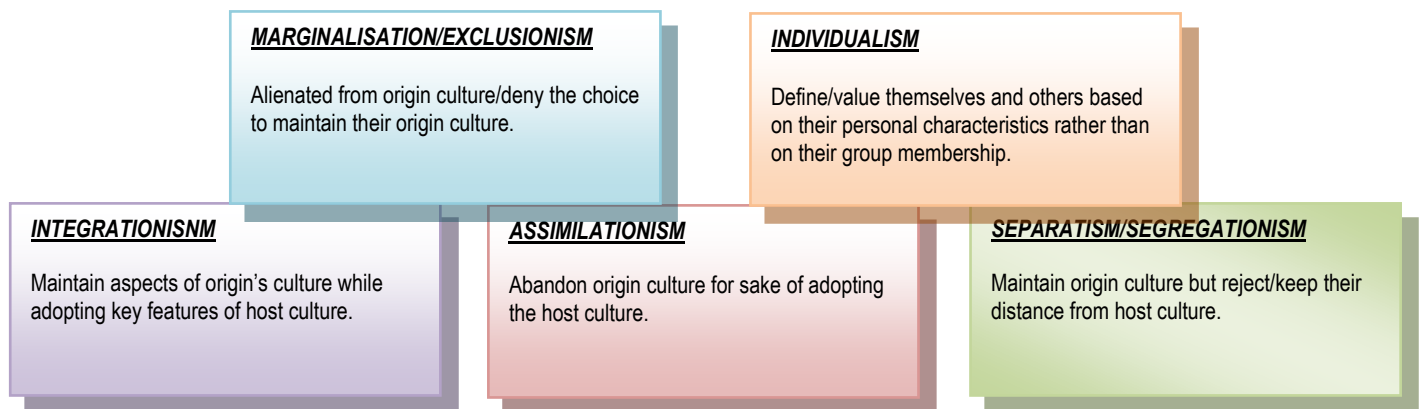 MARGINALISATION/EXCLUSIONISM
Alienated from origin culture/deny the choice
to maintain their origin culture.
INDIVIDUALISM
Define/value themselves and others based
on their personal characteristics rather than
on their group membership.
INTEGRATIONISNM
Maintain aspects of origin’s culture while
adopting key features of host culture.
ASSIMILATIONISM
Abandon origin culture for sake of adopting
the host culture.
SEPARATISM/SEGREGATIONISM
Maintain origin culture but reject/keep their
distance from host culture.